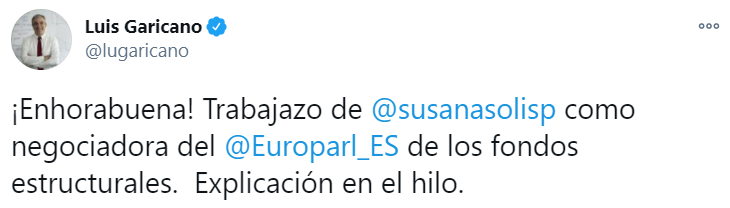 Luis Garicano
@lugaricano
¡Enhorabuena! Trabajazo de @susanasolisp como
negociadora del @Europarl_ES de los fondos
estructurales.  Explicación en el hilo.